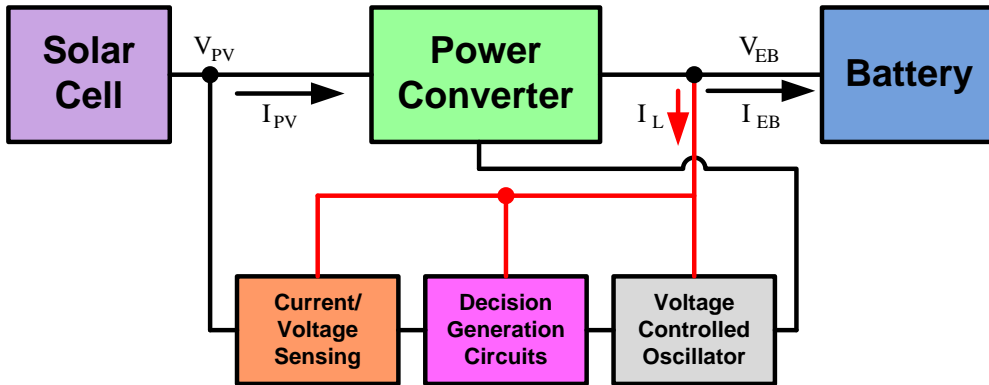 Solar
Cell
V_PV
I_PV
Power
Converter
V_EB
I_L
I_EB
Battery
Current/
Voltage
Sensing
Decision
Generation
Circuits
Voltage
Controlled
Oscillator